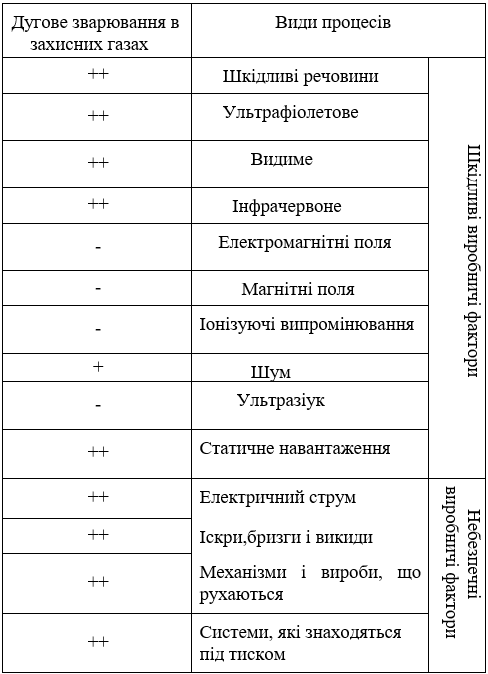 Дугове зварювання в
захисних газах
Види процесів
++
Шкідливі речовини
++
Ультрафіолетове
++
Видиме
++
Інфрачервоне
-
Електромагнітні поля
-
Магнітні поля
-
Іонізуючі випромінювання
+
Шум
-
Ультразіук
++
Статичне навантаження
Шкідливі виробничі фактори
++
Електричний струм
++
Іскри,бризги і викиди
++
Механізми і вироби, що
рухаються
++
Системи, які знаходяться
під тиском
Небезпечні
виробничі фактори